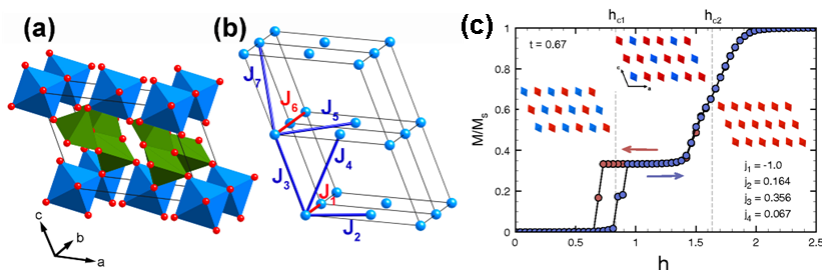 (a)
c
b
a
(b)
J7
J6
J5
J4
J3
J1
J2
(c)
hc1
hc2
t = 0.67
c
a
j1 = -1.0
j2 = 0.164
j3 = 0.356
j4 = 0.067
M/Ms
1
0.8
0.6
0.4
0.2
0
0 0.5 1 1.5 2 2.5
h